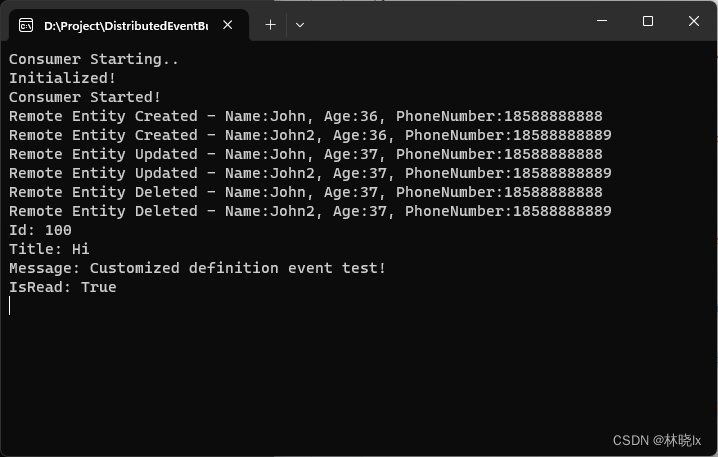 D:\Project\DistributedEventBu
Consumer Starting..
Initialized!
Consumer Started!
Remote Entity Created - Name:John, Age:36, PhoneNumber:18588888888
Remote Entity Created - Name:John2, Age:36, PhoneNumber:18588888889
Remote Entity Updated - Name:John, Age:37, PhoneNumber:18588888888
Remote Entity Updated - Name:John2, Age:37, PhoneNumber:18588888889
Remote Entity Deleted - Name:John, Age:37, PhoneNumber:18588888888
Remote Entity Deleted - Name:John2, Age:37, PhoneNumber:18588888889
Id: 100
Title: Hi
Message: Customized definition event test!
IsRead: True
CSDN @林晓lx